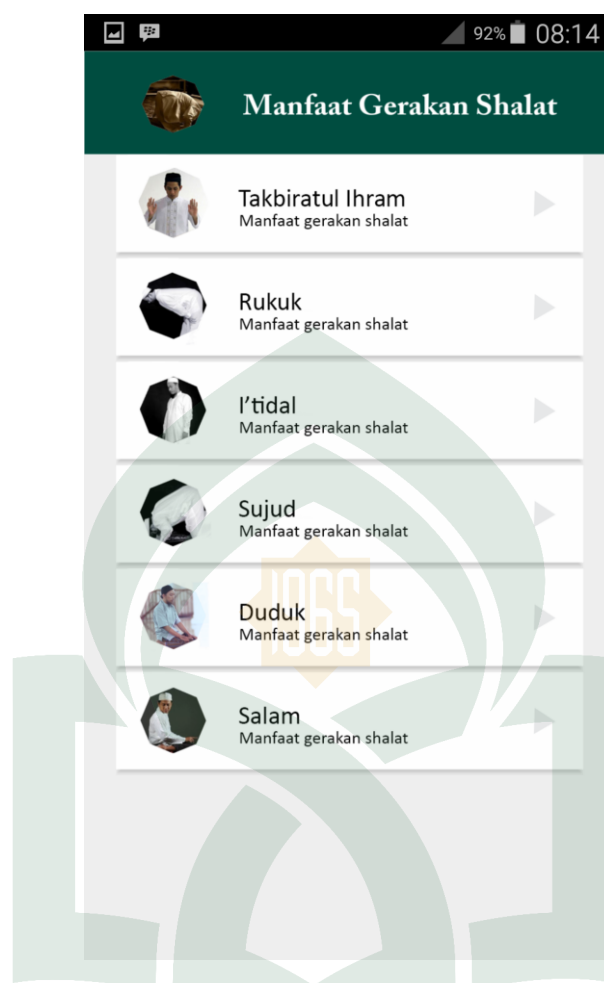 92% 08:14
Manfaat Gerakan Shalat
Takbiratul Ihram
Manfaat gerakan shalat
Rukuk
Manfaat gerakan shalat
I'tidal
Manfaat gerakan shalat
Sujud
Manfaat gerakan shalat
1965
Duduk
Manfaat gerakan shalat
Salam
Manfaat gerakan shalat